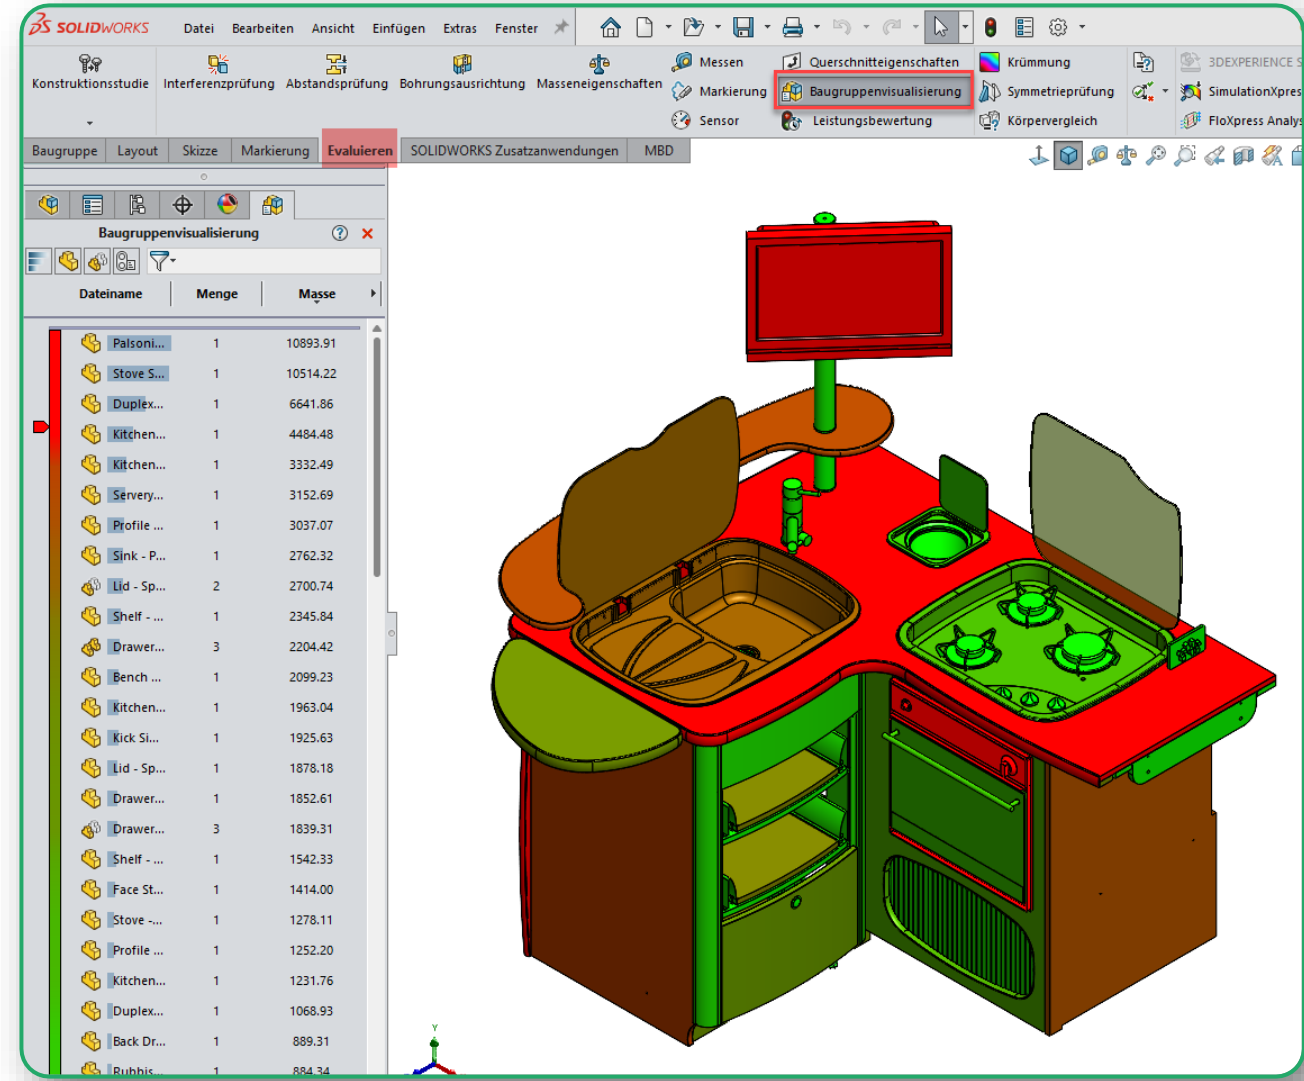 SOLIDWORKS Datei Bearbeiten Ansicht Einfügen Extras Fenster
Konstruktionsstudie Interferenzprüfung Abstandsprüfung Bohrungsausrichtung Masseneigenschaften
Messen Querschnitteigenschaften Krümmung 3DEXPERIENCE S
Markierung Baugruppenvisualisierung Symmetrieprüfung SimulationXpres
Sensor Leistungsbewertung Körpervergleich FloXpress Analys
Baugruppe Layout Skizze Markierung Evaluieren SOLIDWORKS Zusatzanwendungen MBD
Baugruppenvisualisierung
Dateiname Menge Masse
Palsoni... 1 10893.91
Stove S... 1 10514.22
Duplex... 1 6641.86
Kitchen... 1 4484.48
Kitchen... 1 3332.49
Servery... 1 3152.69
Profile ... 1 3037.07
Sink - P... 1 2762.32
Lid - Sp... 2 2700.74
Shelf - ... 1 2345.84
Drawer... 3 2204.42
Bench ... 1 2099.23
Kitchen... 1 1963.04
Kick Si... 1 1925.63
Lid - Sp... 1 1878.18
Drawer... 1 1852.61
Drawer... 3 1839.31
Shelf - ... 1 1542.33
Face St... 1 1414.00
Stove -... 1 1278.11
Profile ... 1 1252.20
Kitchen... 1 1231.76
Duplex... 1 1068.93
Back Dr... 1 889.31
Rubbis... 1 884.34
Y